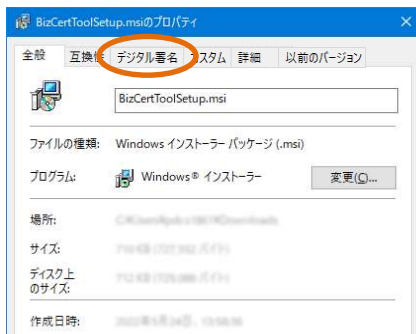 BizCertToolSetup.msiのプロパティ
全般 互換性 デジタル署名 カスタム 詳細 以前のバージョン
BizCertToolSetup.msi
ファイルの種類: Windows インストーラー パッケージ (.msi)
プログラム: Windows® インストーラー 変更(C)...
場所:
サイズ:
ディスク上
のサイズ:
作成日時: